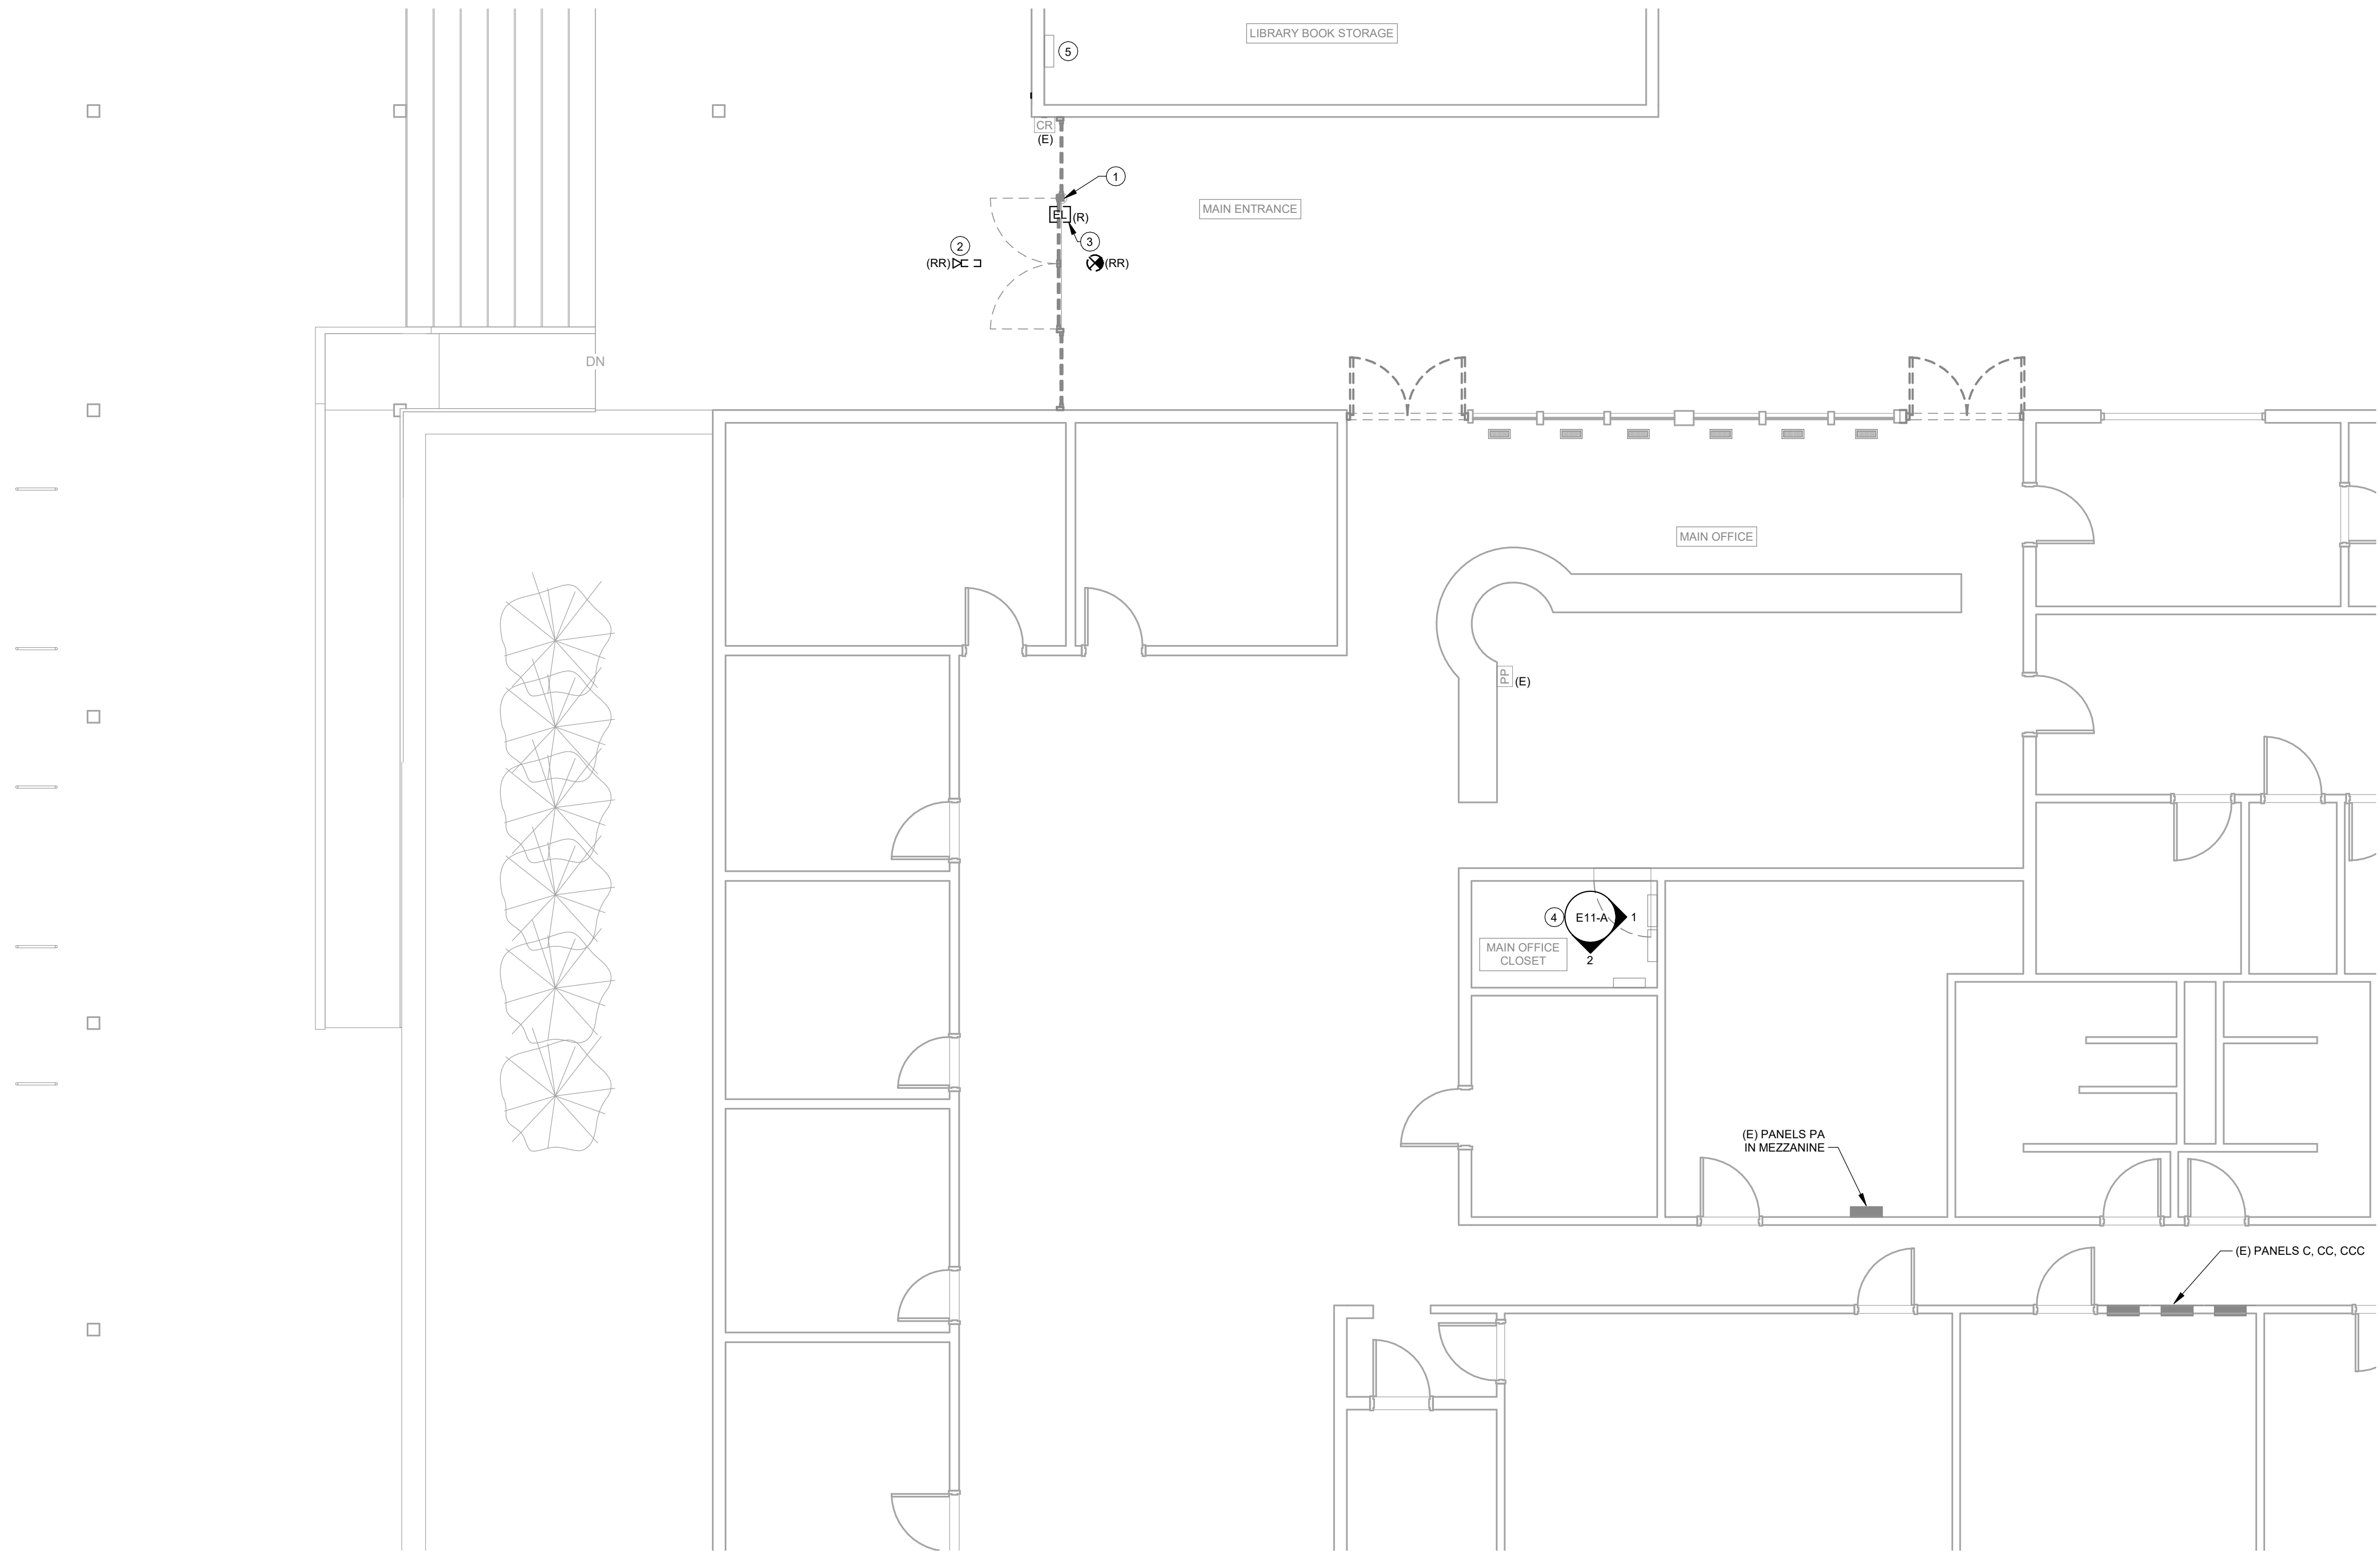 LIBRARY BOOK STORAGE
5
CR
(E)
1
MAIN ENTRANCE
EL (R)
2
3
(RR)
(RR)
DN
MAIN OFFICE
PP (E)
4
E11-A
1
MAIN OFFICE
CLOSET
2
(E) PANELS PA
IN MEZZANINE
(E) PANELS C, CC, CCC